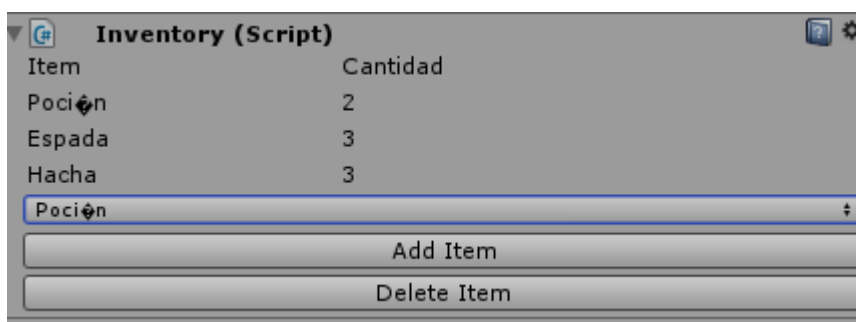 Inventory (Script)
Item Cantidad
Poci�n 2
Espada 3
Hacha 3
Poci�n
Add Item
Delete Item